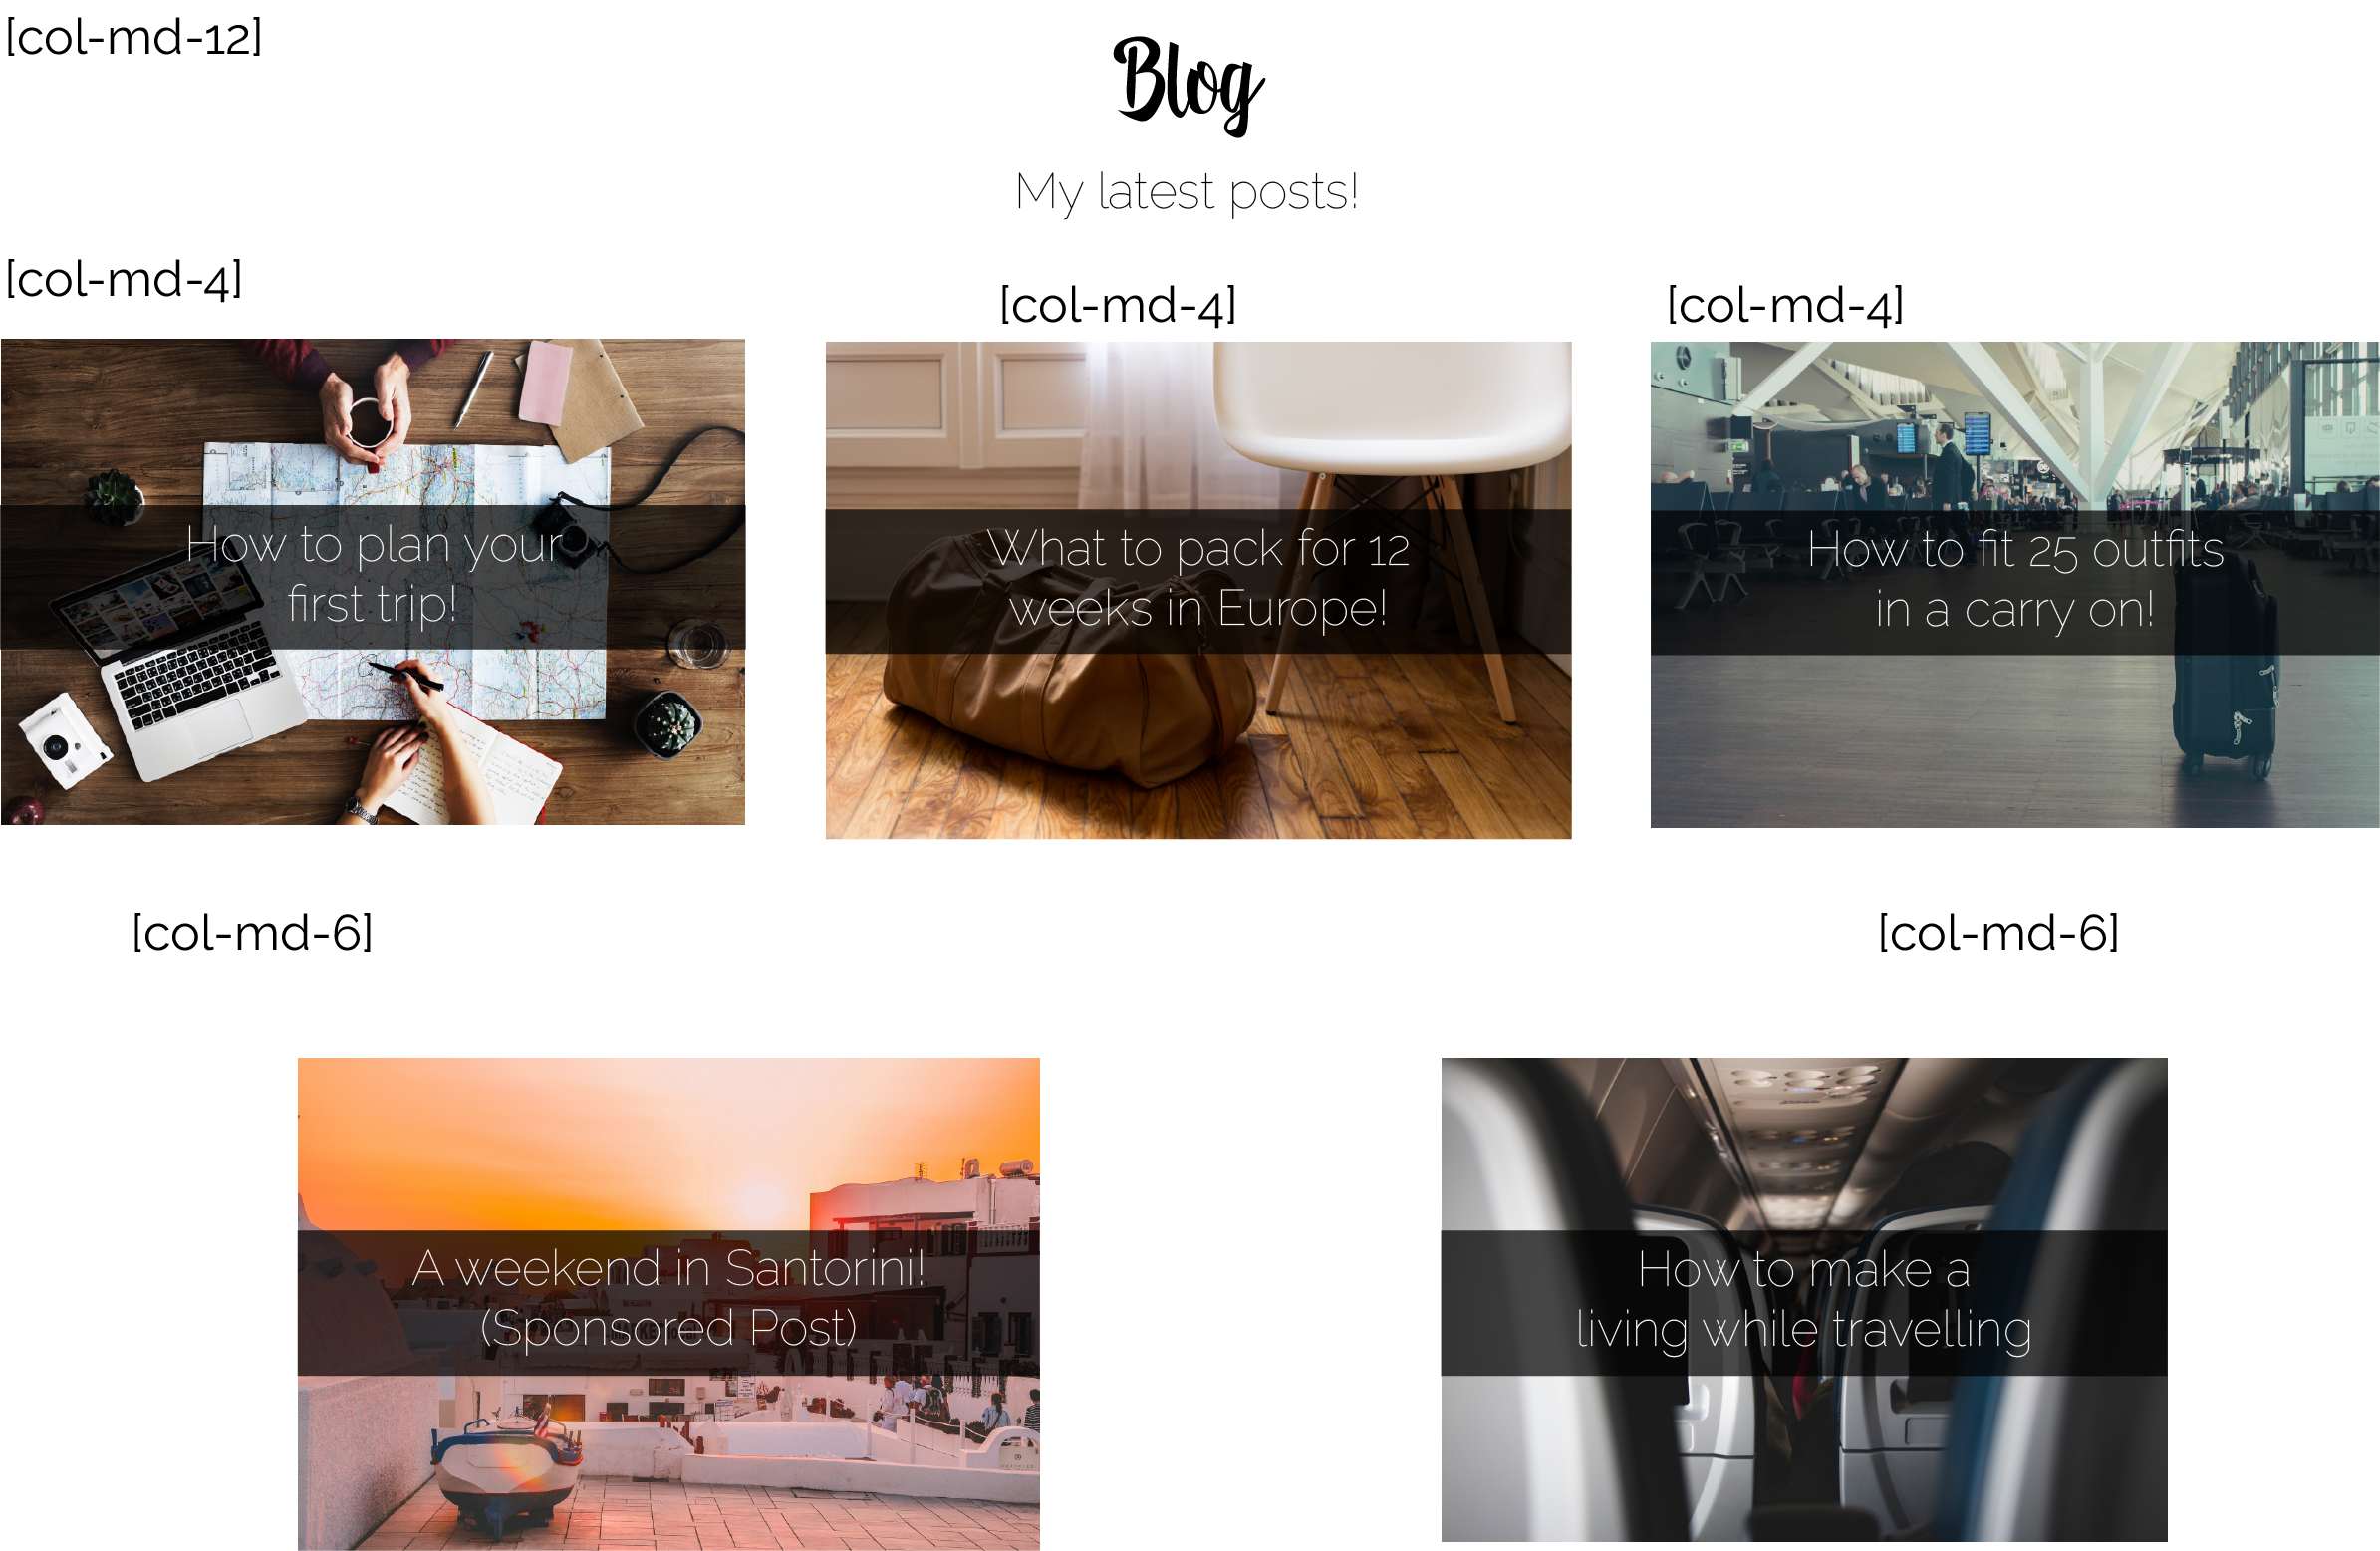 [col-md-12]
Blog
My latest posts!
[col-md-4]
[col-md-4]
[col-md-4]
How to plan your
first trip!
What to pack for 12
weeks in Europe!
How to fit 25 outfits
in a carry on!
[col-md-6]
[col-md-6]
A weekend in Santorini!
(Sponsored Post)
How to make a
living while travelling